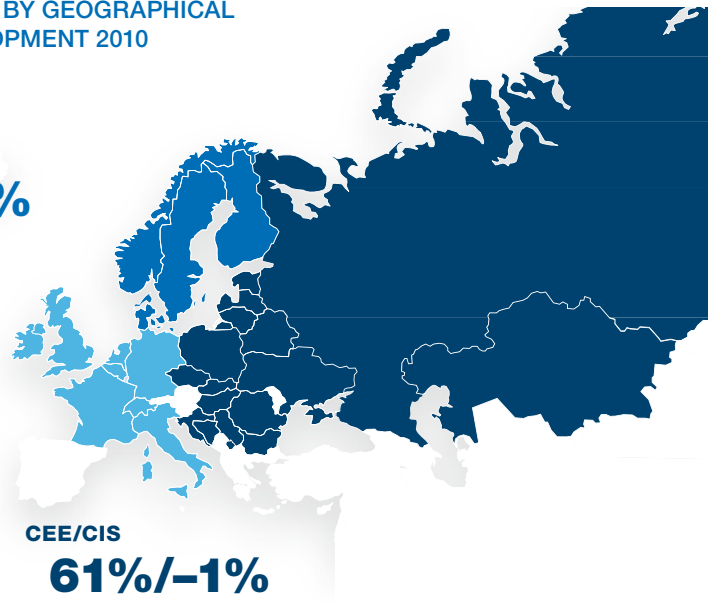 BY GEOGRAPHICAL
OPMENT 2010
%
CEE/CIS
61%/–1%